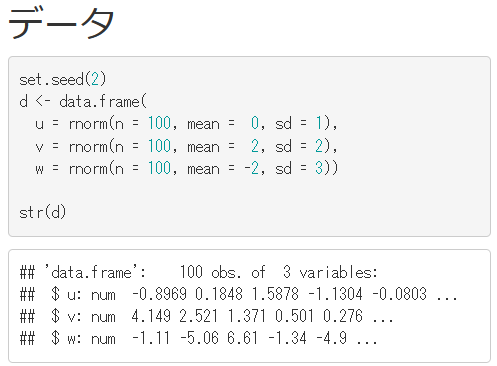 データ
set.seed(2)
d <- data.frame(
  u = rnorm(n = 100, mean =  0, sd = 1),
  v = rnorm(n = 100, mean =  2, sd = 2),
  w = rnorm(n = 100, mean = -2, sd = 3))
str(d)
## 'data.frame':    100 obs. of  3 variables:
##  $ u: num  -0.8969 0.1848 1.5878 -1.1304 -0.0803 ...
##  $ v: num  4.149 2.521 1.371 0.501 0.276 ...
##  $ w: num  -1.11 -5.06 6.61 -1.34 -4.9 ...